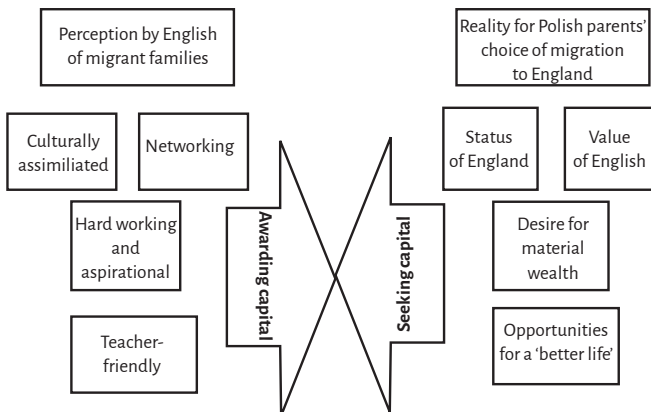 Perception by English
of migrant families
Reality for Polish parents’
choice of migration
to England
Culturally
assimiliated
Networking
Status
of England
Value
of English
Hard working
and
aspirational
Awarding capital
Seeking capital
Desire for
material
wealth
Teacher-
friendly
Opportunities
for a ‘better life’